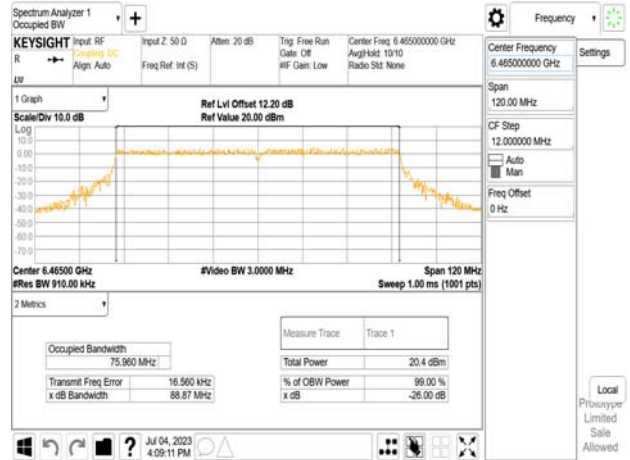 Spectrum Analyzer 1
Occupied BW
+
Frequency
KEYSIGHT
R
Input: RF
Coupling: DC
Align: Auto
Input Z: 50 Ω
Freq Ref: Int (S)
Atten: 20 dB
Trig: Free Run
Gate: Off
#IF Gain: Low
Center Freq: 6.465000000 GHz
Avg|Hold: 10/10
Radio Std: None
Center Frequency
6.465000000 GHz
Settings
Span
120.00 MHz
CF Step
12.000000 MHz
Auto
Man
Freq Offset
0 Hz
1 Graph
Scale/Div 10.0 dB
Ref Lvl Offset 12.20 dB
Ref Value 20.00 dBm
Log
10.0
0.00
-10.0
-20.0
-30.0
-40.0
-50.0
-60.0
-70.0
Center 6.46500 GHz
#Res BW 910.00 kHz
#Video BW 3.0000 MHz
Span 120 MHz
Sweep 1.00 ms (1001 pts)
2 Metrics
Measure Trace
Trace 1
Occupied Bandwidth
75.960 MHz
Total Power
20.4 dBm
Transmit Freq Error
16.560 kHz
% of OBW Power
99.00 %
x dB Bandwidth
88.87 MHz
x dB
-26.00 dB
Local
Prototype
Limited
Sale
Allowed
?
Jul 04, 2023
4:09:11 PM